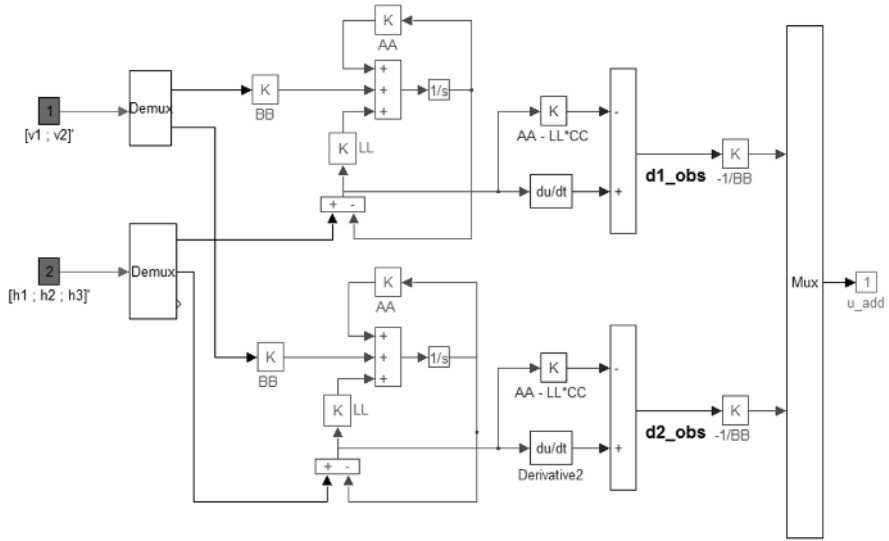 K
AA
1
[v1 ; v2]'
Demux
K
BB
+
+
+
1/s
K
LL
+ -
K
AA - LL*CC
du/dt
-
+
d1_obs
K
-1/BB
2
[h1 ; h2 ; h3]'
Demux
K
AA
K
BB
+
+
+
1/s
K
LL
+ -
K
AA - LL*CC
du/dt
Derivative2
-
+
d2_obs
K
-1/BB
Mux
1
u_add